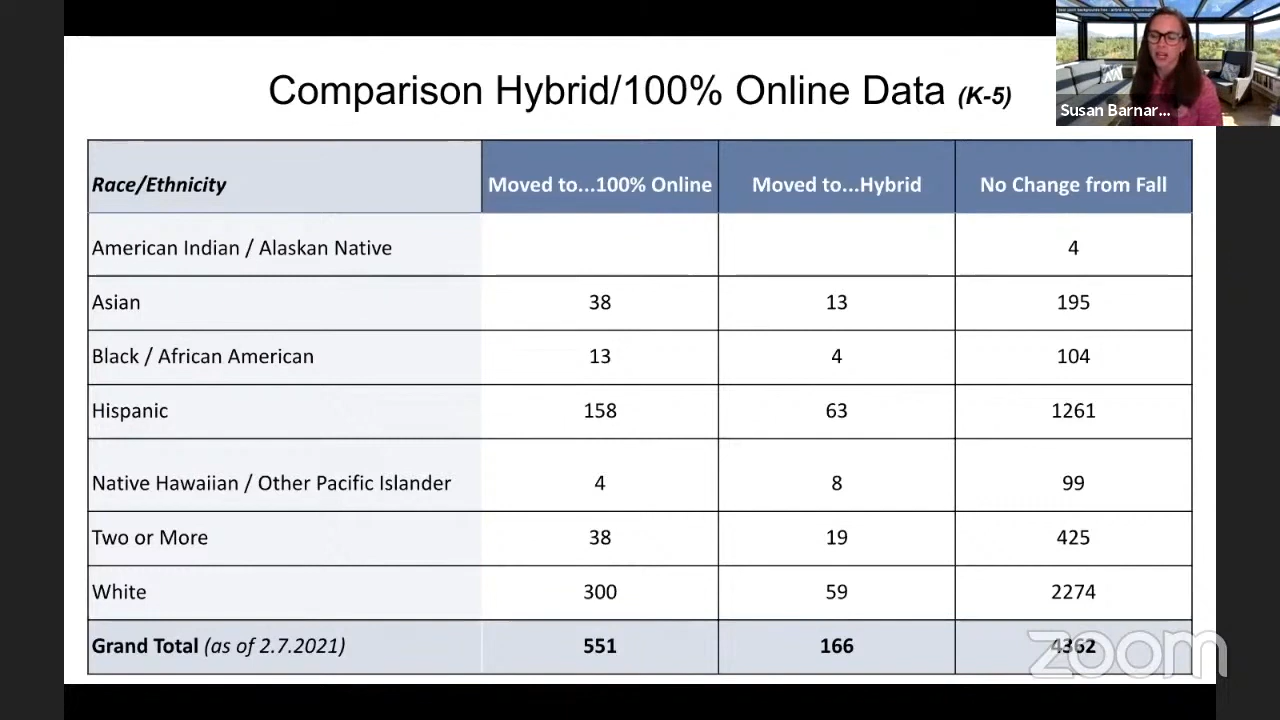 Comparison Hybrid/100% Online Data (K-5)
Susan Barnar...
Race/Ethnicity Moved to...100% Online Moved to...Hybrid No Change from Fall
American Indian / Alaskan Native 4
Asian 38 13 195
Black / African American 13 4 104
Hispanic 158 63 1261
Native Hawaiian / Other Pacific Islander 4 8 99
Two or More 38 19 425
White 300 59 2274
Grand Total (as of 2.7.2021) 551 166 4362
zoom